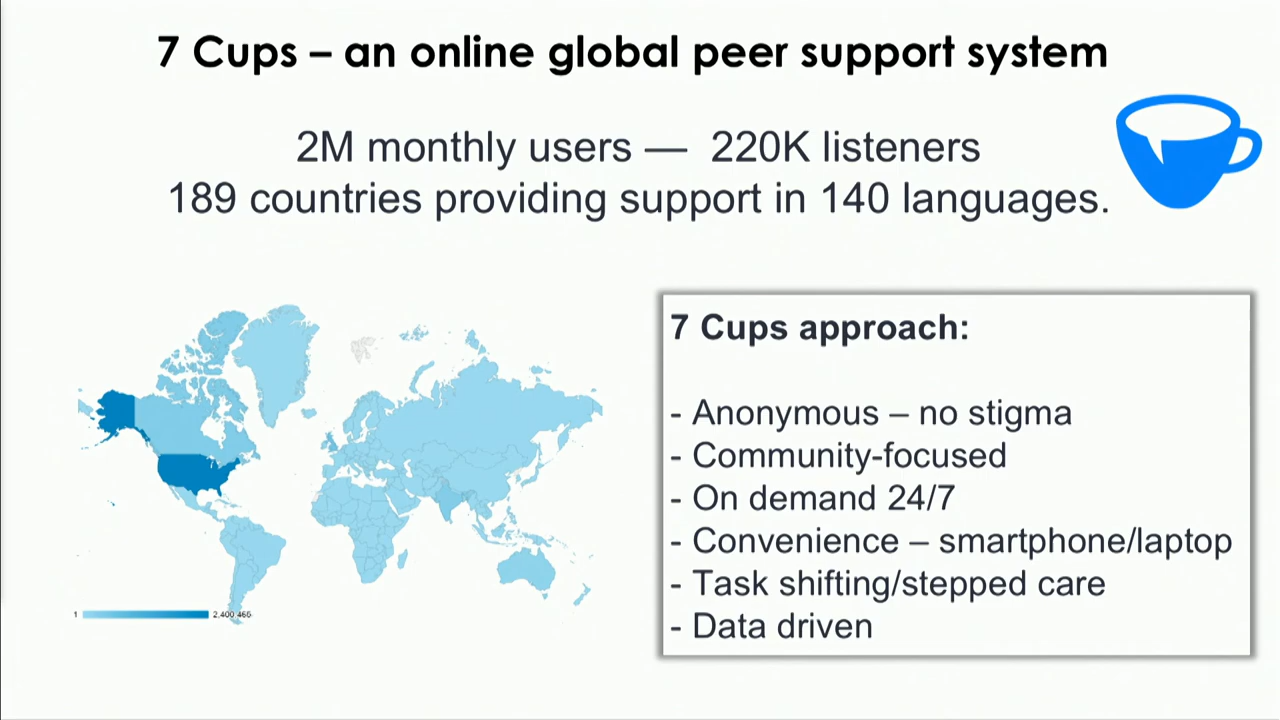 7 Cups – an online global peer support system
2M monthly users — 220K listeners
189 countries providing support in 140 languages.
7 Cups approach:
- Anonymous – no stigma
- Community-focused
- On demand 24/7
- Convenience – smartphone/laptop
- Task shifting/stepped care
- Data driven
1
2,400,465